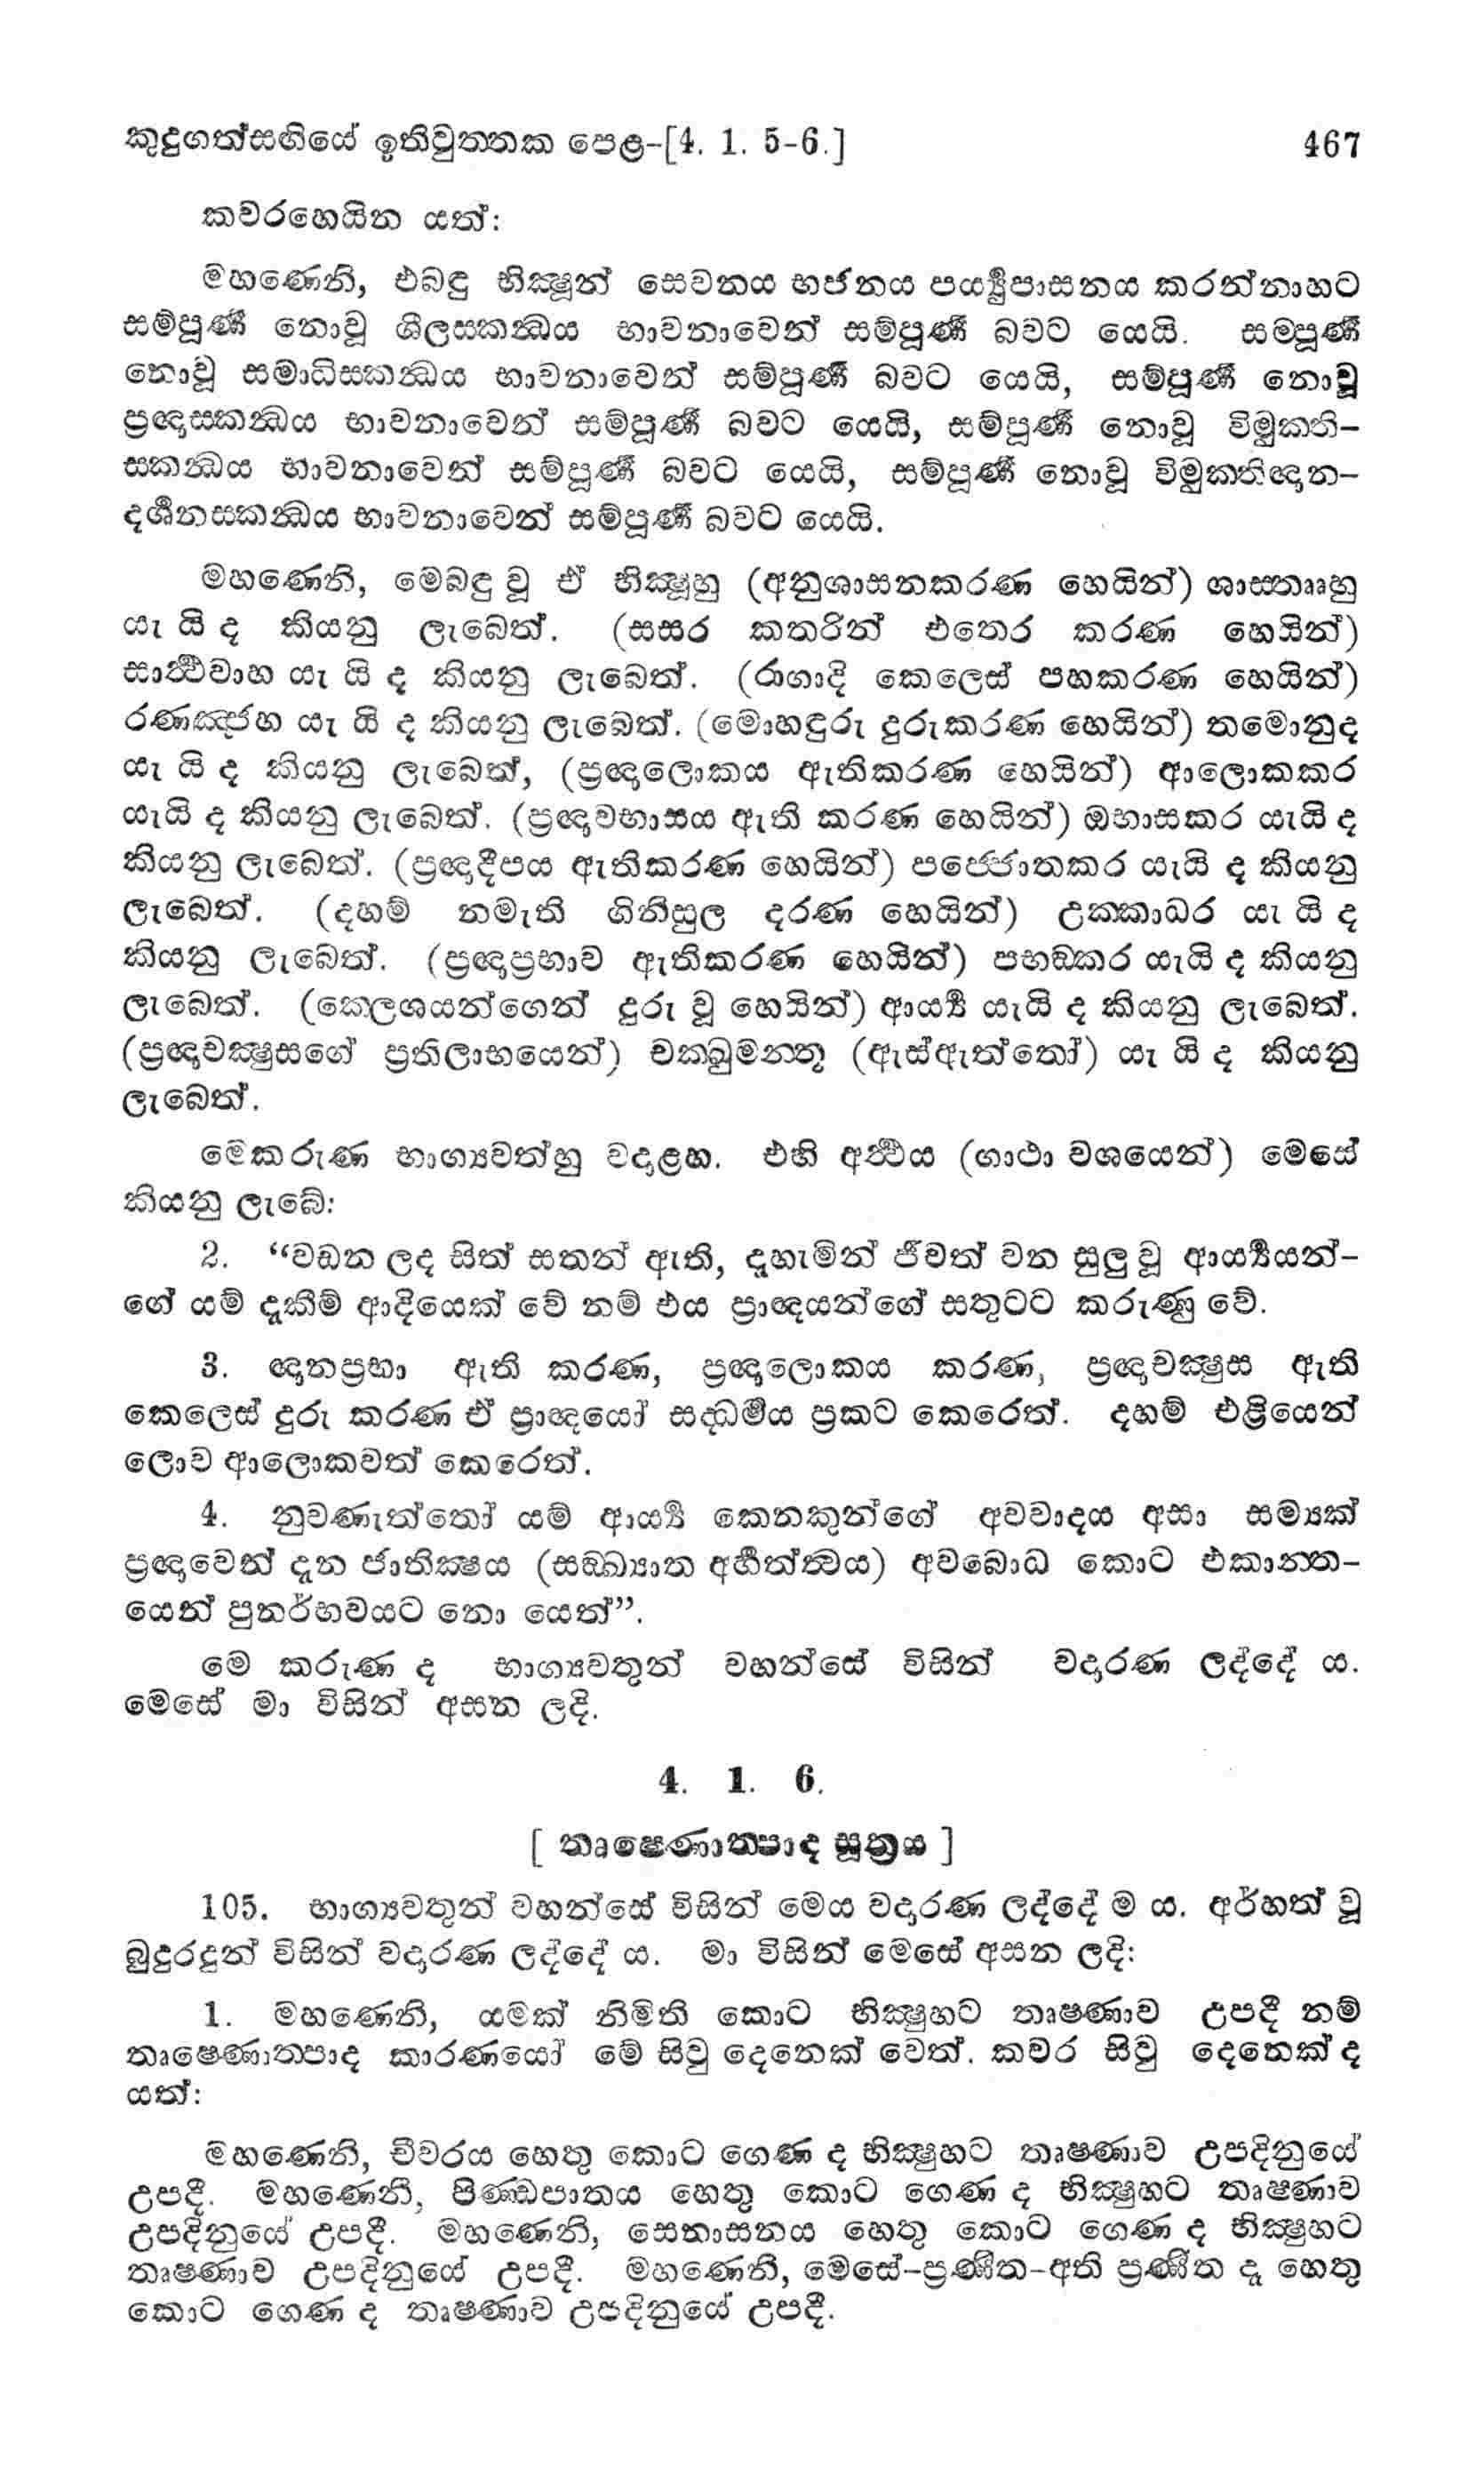 කුදුගත්සඟියේ ඉතිවුත්තක පෙළ–[4. 1. 5-6.] 467
කවරහෙයින යත්:
මහණෙනි, එබඳු භික්ෂූන් සෙවනය භජනය පර්‍ය්‍යුපාසනය කරන්නාහට
සම්පූර්‍ණ නොවූ ශීලස්කන්‍ධය භාවනාවෙන් සම්පූර්‍ණ බවට යෙයි. සම්පූර්‍ණ
නොවූ සමාධිස්කන්‍ධය භාවනාවෙන් සම්පූර්‍ණ බවට යෙයි, සම්පූර්‍ණ නොවූ
ප්‍රඥාස්කන්‍ධය භාවනාවෙන් සම්පූර්‍ණ බවට යෙයි, සම්පූර්‍ණ නොවූ විමුක්ති–
ස්කන්‍ධය භාවනාවෙන් සම්පූර්‍ණ බවට යෙයි, සම්පූර්‍ණ නොවූ විමුක්තිඥාන–
දර්‍ශනස්කන්‍ධය භාවනාවෙන් සම්පූර්‍ණ බවට යෙයි.
මහණෙනි, මෙබඳු වූ ඒ භික්ෂූහු (අනුශාසනකරණ හෙයින්) ශාස්තෲහු
යැ යි ද කියනු ලැබෙත්. (සසර කතරින් එතෙර කරණ හෙයින්)
සාර්‍ත්‍ථවාහ යැ යි ද කියනු ලැබෙත්. (රාගාදි කෙලෙස් පහකරණ හෙයින්)
රණඤ්ජහ යැ යි ද කියනු ලැබෙත්. (මොහඳුරු දුරුකරණ හෙයින්) තමොනුද
යැ යි ද කියනු ලැබෙත්, (ප්‍රඥාලොකය ඇතිකරණ හෙයින්) ආලොකකර
යැයි ද කියනු ලැබෙත්. (ප්‍රඥාවභාසය ඇති කරණ හෙයින්) ඔභාසකර යැයි ද
කියනු ලැබෙත්. (ප්‍රඥාදීපය ඇතිකරණ හෙයින්) පජ්ජොතකර යැයි ද කියනු
ලැබෙත්. (දහම් නමැති ගිනිසුල දරණ හෙයින්) උක්කාධර යැ යි ද
කියනු ලැබෙත්. (ප්‍රඥාප්‍රභාව ඇතිකරණ හෙයින්) පභඞ්කර යැයි ද කියනු
ලැබෙත්. (ක්ලෙශයන්ගෙන් දුරු වූ හෙයින්) ආර්‍ය්‍ය යැයි ද කියනු ලැබෙත්.
(ප්‍රඥාචක්ෂුසගේ ප්‍රතිලාභයෙන්) චක්ඛුමන්තු (ඇස්ඇත්තෝ) යැ යි ද කියනු
ලැබෙත්.
මෙකරුණ භාග්‍යවත්හු වදාළහ. එහි අර්‍ත්‍ථය (ගාථා වශයෙන්) මෙසේ
කියනු ලැබේ:
2. “වඩන ලද සිත් සතන් ඇති, දැහැමින් ජීවත් වන සුලු වූ ආර්‍ය්‍යයන්–
ගේ යම් දැකීම් ආදියෙක් වේ නම් එය ප්‍රාඥයන්ගේ සතුටට කරුණු වේ.
3. ඥානප්‍රභා ඇති කරණ, ප්‍රඥාලොකය කරණ, ප්‍රඥාචක්ෂුස ඇති
කෙලෙස් දුරු කරණ ඒ ප්‍රාඥයෝ සද්ධර්‍මය ප්‍රකට කෙරෙත්. දහම් එළියෙන්
ලොව ආලොකවත් කෙරෙත්.
4. නුවණැත්තෝ යම් ආර්‍ය්‍ය කෙනකුන්ගේ අවවාදය අසා සම්‍යක්
ප්‍රඥාවෙන් දැන ජාතික්ෂය (සඞ්ඛ්‍යාත අර්‍හත්ත්‍වය) අවබොධ කොට එකාන්ත–
යෙන් පුනර්භවයට නො යෙත්”.
මෙ කරුණ ද භාග්‍යවතුන් වහන්සේ විසින් වදාරණ ලද්දේ ය.
මෙසේ මා විසින් අසන ලදි.
4. 1. 6.
[ තෘෂ්ණොත්පාද සූත්‍රය ]
105. භාග්‍යවතුන් වහන්සේ විසින් මෙය වදාරණ ලද්දේ ම ය. අර්හත් වූ
බුදුරදුන් විසින් වදාරණ ලද්දේ ය. මා විසින් මෙසේ අසන ලදි:
1. මහණෙනි, යමක් නිමිති කොට භික්ෂුහට තෘෂ්ණාව උපදී නම්
තෘෂ්ණොත්පාද කාරණයෝ මේ සිවු දෙනෙක් වෙත්. කවර සිවු දෙනෙක් ද
යත්:
මහණෙනි, චීවරය හෙතු කොට ගෙණ ද භික්ෂුහට තෘෂ්ණාව උපදිනුයේ
උපදී. මහණෙනි, පිණ්ඩපාතය හෙතු කොට ගෙණ ද භික්ෂුහට තෘෂ්ණාව
උපදිනුයේ උපදී. මහණෙනි, සෙනාසනය හෙතු කොට ගෙණ ද භික්ෂුහට
තෘෂ්ණාව උපදිනුයේ උපදී. මහණෙනි, මෙසේ–ප්‍රණීත–අති ප්‍රණීත දෑ හෙතු
කොට ගෙණ ද තෘෂ්ණාව උපදිනුයේ උපදී.